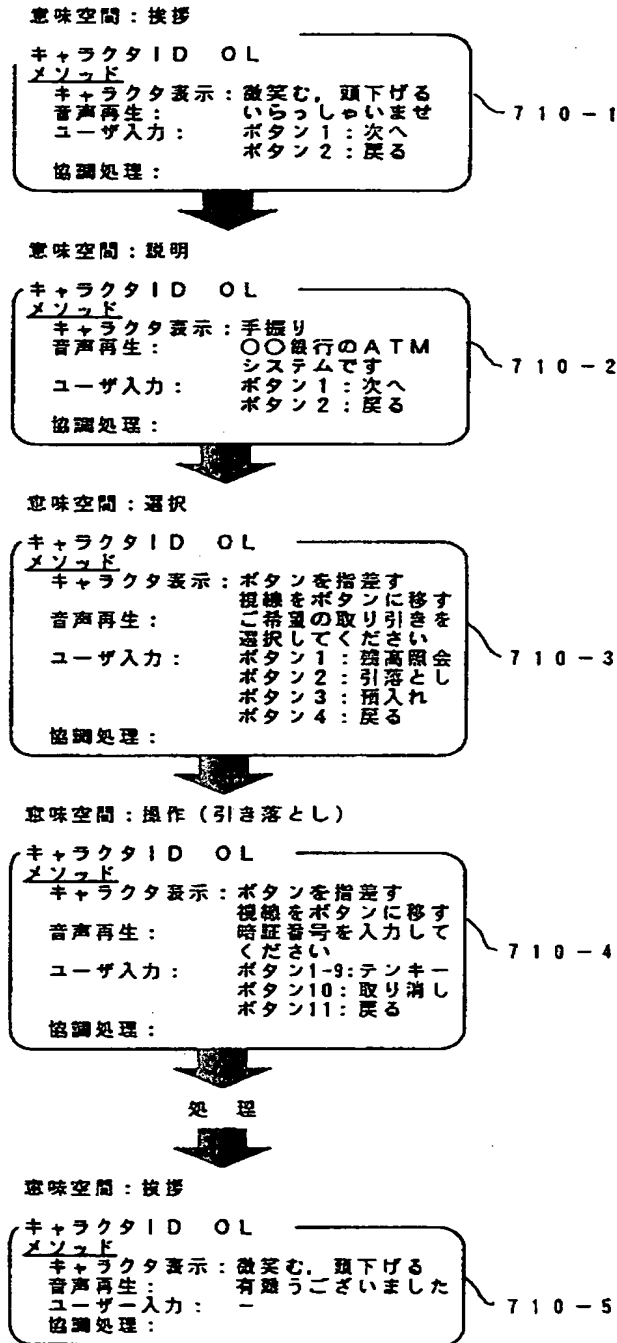 意味空間：挨拶
キャラクタID OL
メソッド
キャラクタ表示：微笑む，頭下げる
音声再生： いらっしゃいませ
ユーザ入力： ボタン1：次へ
ボタン2：戻る
協調処理：
710-1
意味空間：説明
キャラクタID OL
メソッド
キャラクタ表示：手振り
音声再生： ○○銀行のATM
システムです
ユーザ入力： ボタン1：次へ
ボタン2：戻る
協調処理：
710-2
意味空間：選択
キャラクタID OL
メソッド
キャラクタ表示：ボタンを指差す
視線をボタンに移す
音声再生： ご希望の取り引きを
選択してください
ユーザ入力： ボタン1：残高照会
ボタン2：引落とし
ボタン3：預入れ
ボタン4：戻る
協調処理：
710-3
意味空間：操作（引き落とし）
キャラクタID OL
メソッド
キャラクタ表示：ボタンを指差す
視線をボタンに移す
音声再生： 暗証番号を入力して
ください
ユーザ入力： ボタン1-9：テンキー
ボタン10：取り消し
ボタン11：戻る
協調処理：
710-4
処 理
意味空間：挨拶
キャラクタID OL
メソッド
キャラクタ表示：微笑む，頭下げる
音声再生： 有難うございました
ユーザー入力： －
協調処理：
710-5